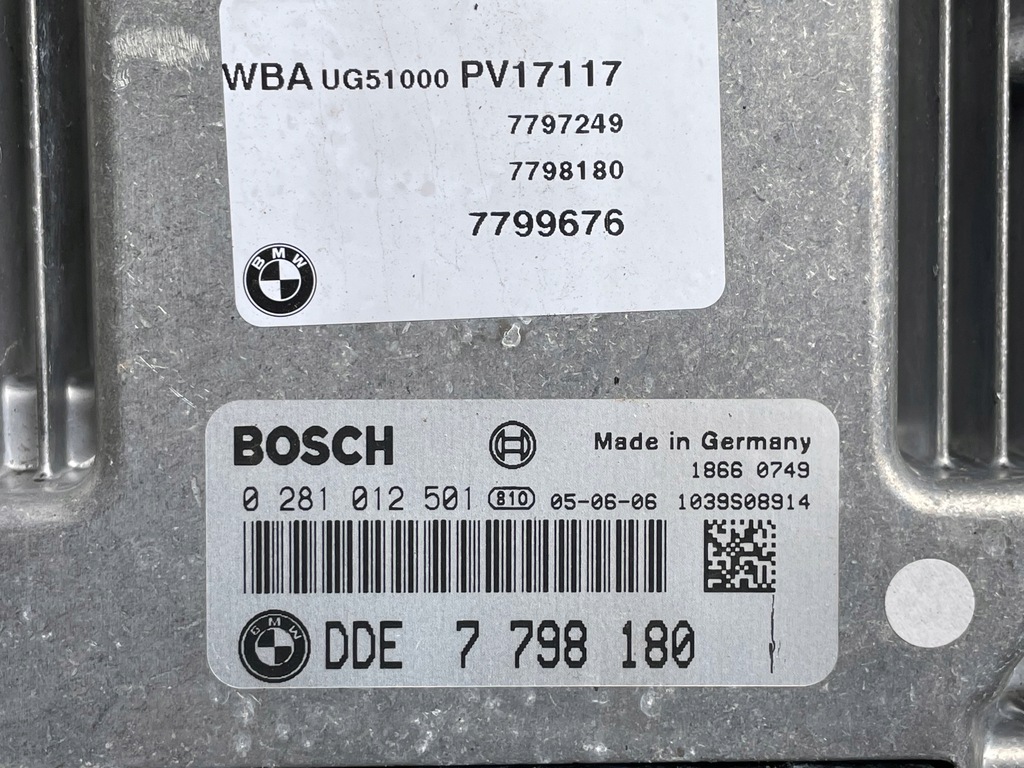 WBA UG51000 PV17117
7797249
7798180
7799676
BMW
BOSCH Made in Germany
1866 0749
0 281 012 501 810 05-06-06 1039S08914
BMW DDE 7 798 180